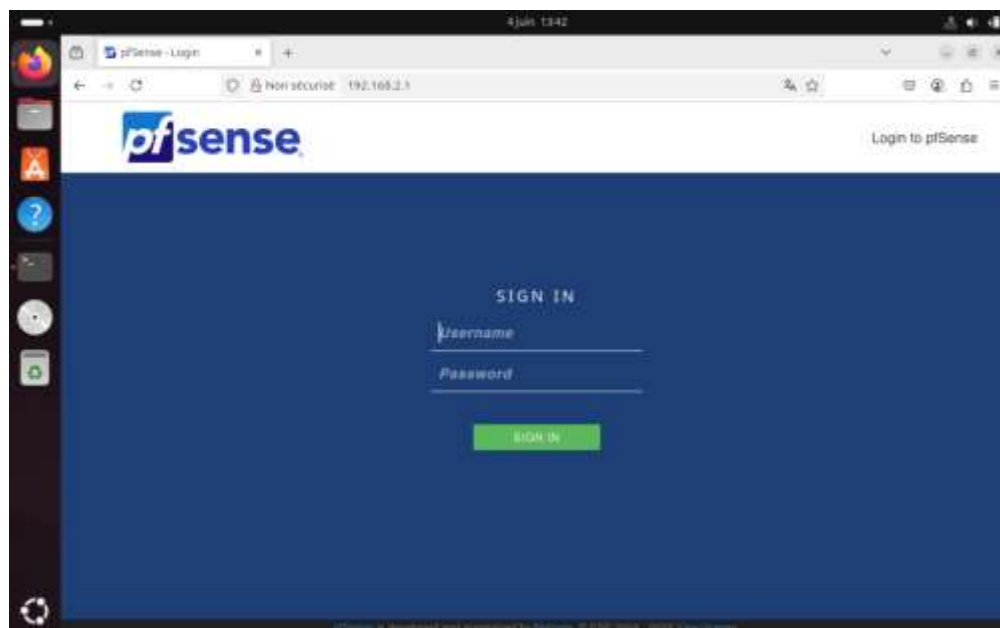 4 juin 13:42
pfSense - Login
Non sécurisé 192.168.2.1
pfsense
Login to pfSense
SIGN IN
Username
Password
SIGN IN